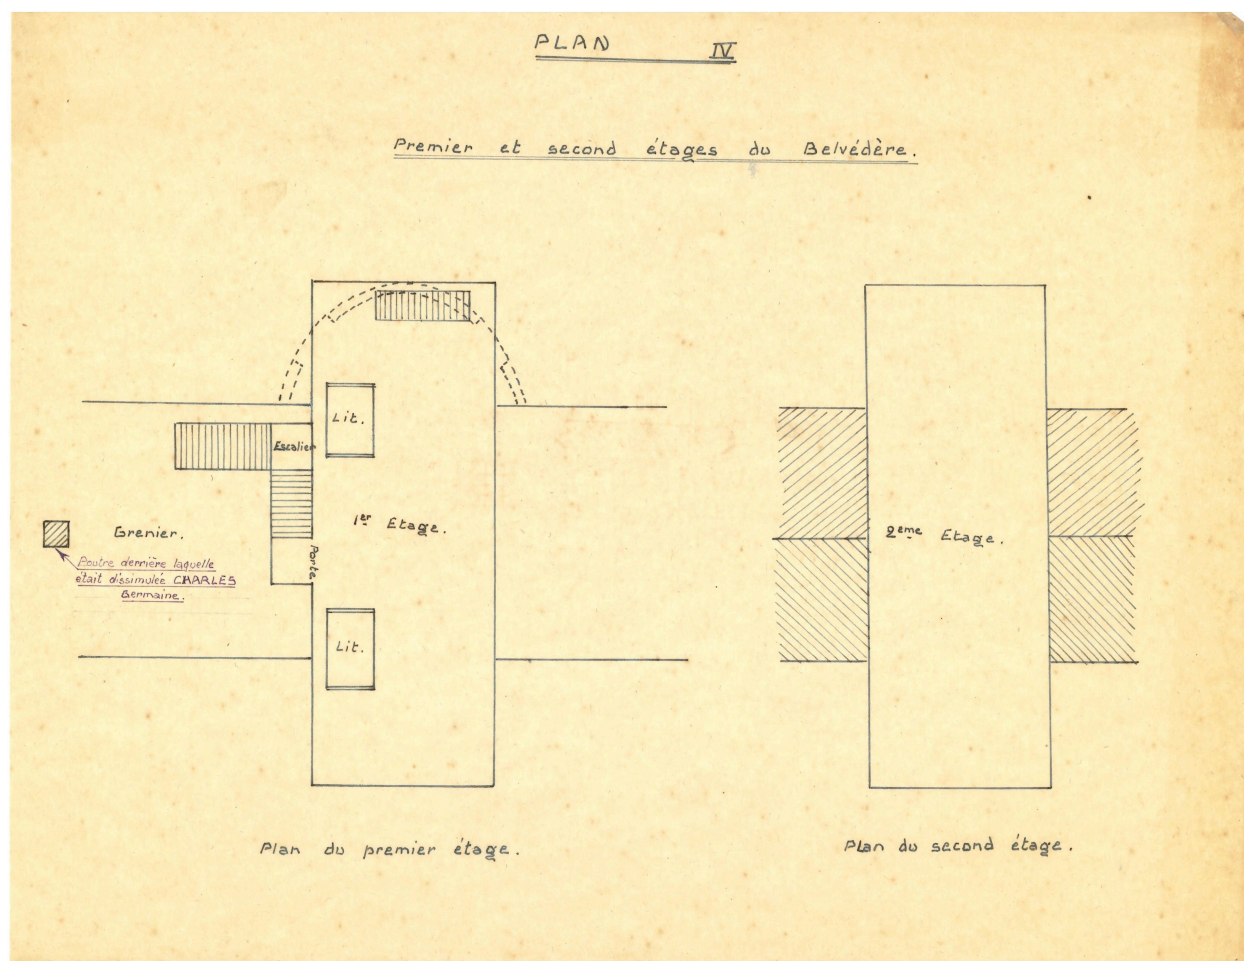 PLAN IV
Premier et second étages du Belvédère.
Lit.
Escalier
1er Etage.
Grenier.
Porte
Poutre derrière laquelle
était dissimulée CHARLES
Germaine.
Lit.
2eme Etage.
Plan du premier étage.
Plan du second étage.